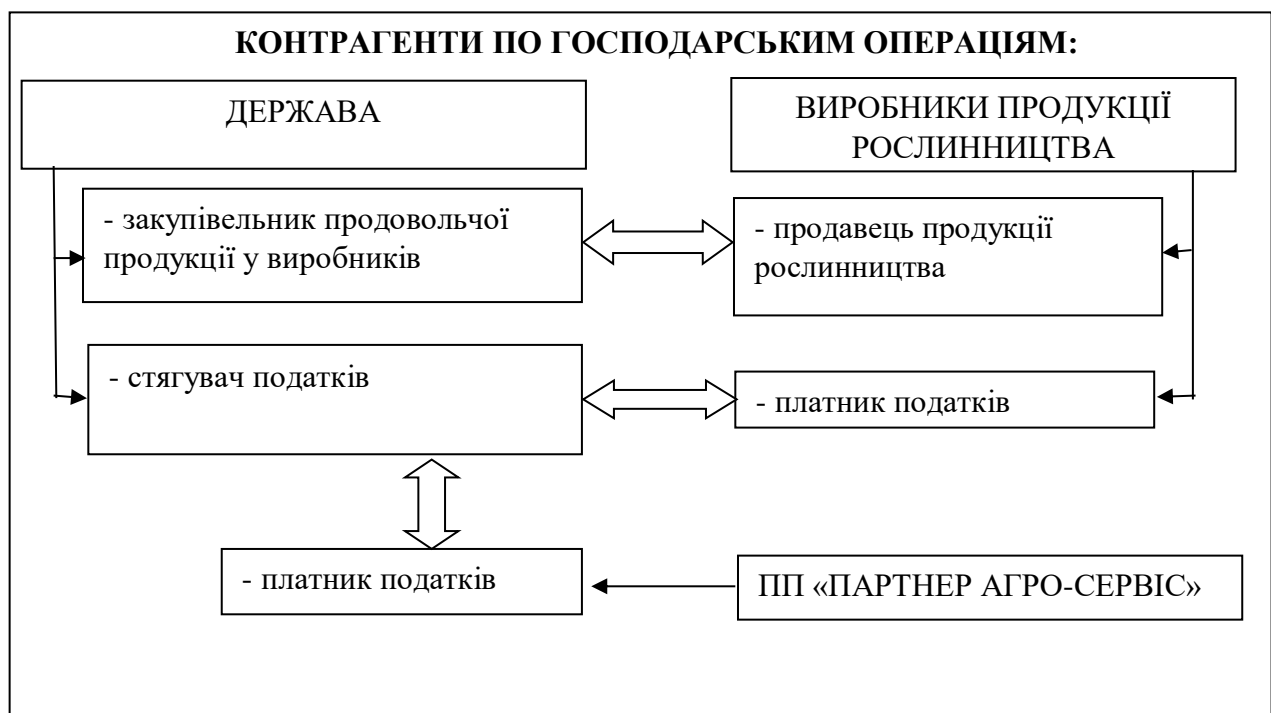 КОНТРАГЕНТИ ПО ГОСПОДАРСЬКИМ ОПЕРАЦІЯМ:
ДЕРЖАВА
ВИРОБНИКИ ПРОДУКЦІЇ
РОСЛИННИЦТВА
- закупівельник продовольчої
продукції у виробників
- продавець продукції
рослинництва
- стягувач податків
- платник податків
- платник податків
ПП «ПАРТНЕР АГРО-СЕРВІС»